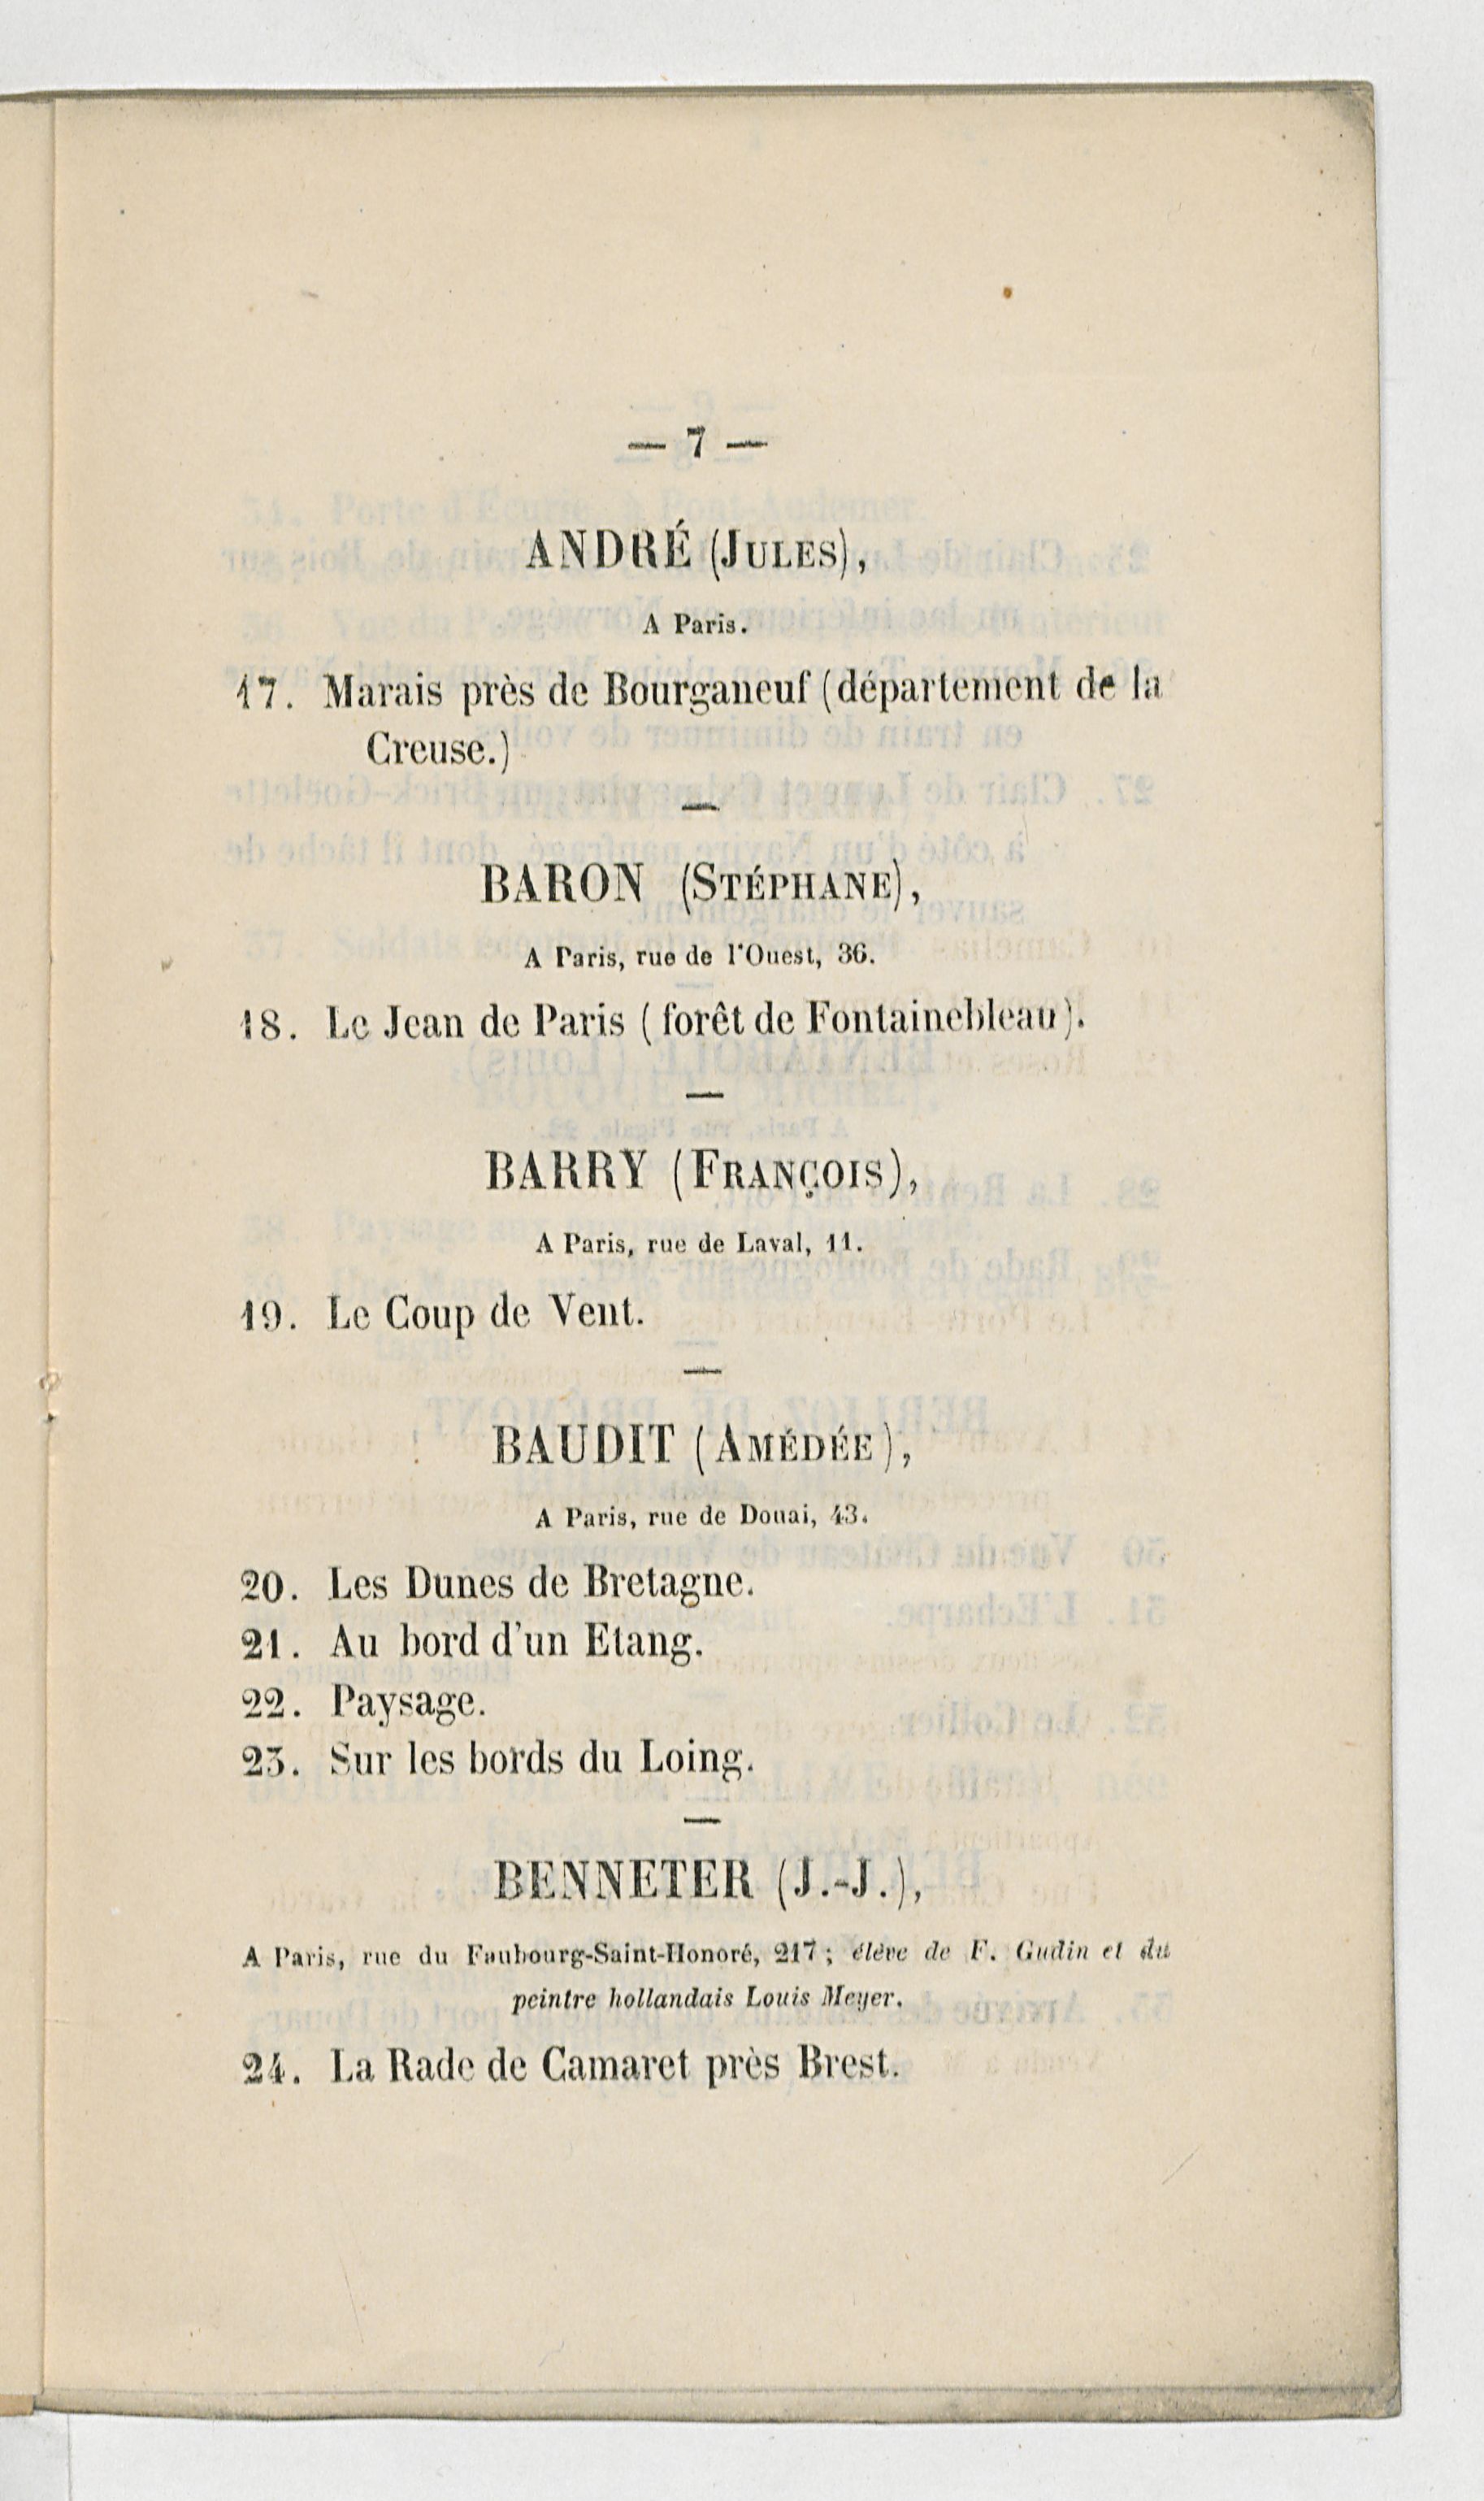 — 7 —
ANDRÉ (JULES),
A Paris.
17. Marais près de Bourganeuf (département de la
Creuse.)
—
BARON (STÉPHANE),
A Paris, rue de l'Ouest, 36.
18. Le Jean de Paris (forêt de Fontainebleau).
—
BARRY (FRANÇOIS),
A Paris, rue de Laval, 11.
19. Le Coup de Vent.
—
BAUDIT (AMÉDÉE),
A Paris, rue de Douai, 43.
20. Les Dunes de Bretagne.
21. Au bord d'un Etang.
22. Paysage.
23. Sur les bords du Loing.
—
BENNETER (J.-J.),
A Paris, rue du Faubourg-Saint-Honoré, 217; élève de F. Gudin et du
peintre hollandais Louis Meyer.
24. La Rade de Camaret près Brest.